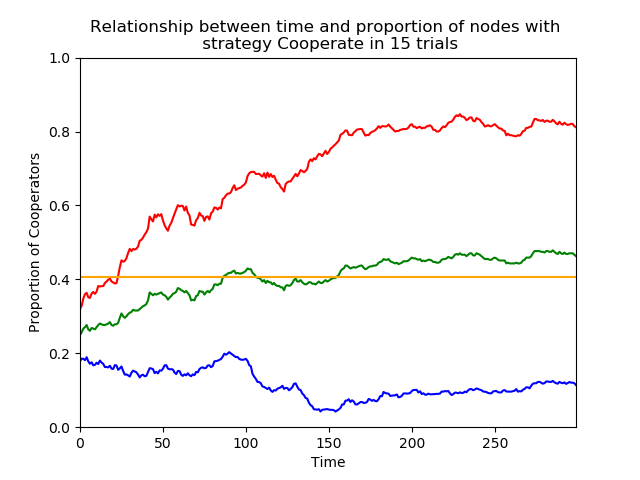 Relationship between time and proportion of nodes with
strategy Cooperate in 15 trials
1.0
0.8
0.6
0.4
0.2
0.0
Proportion of Cooperators
0 50 100 150 200 250
Time